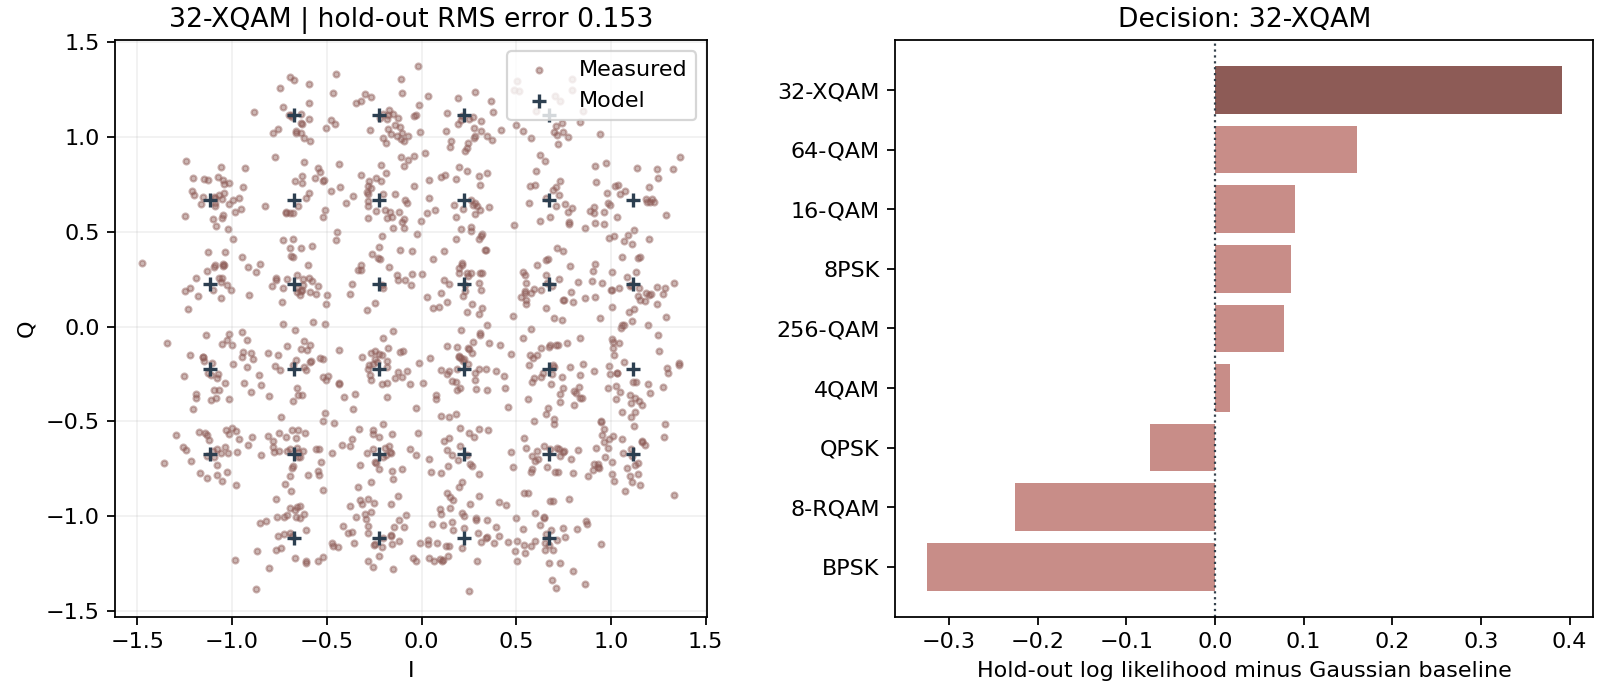 32-XQAM | hold-out RMS error 0.153
1.5
1.0
0.5
0.0
−0.5
−1.0
−1.5
Q
Measured
Model
−1.5
−1.0
−0.5
0.0
0.5
1.0
1.5
I
Decision: 32-XQAM
32-XQAM
64-QAM
16-QAM
8PSK
256-QAM
4QAM
QPSK
8-RQAM
BPSK
−0.3
−0.2
−0.1
0.0
0.1
0.2
0.3
0.4
Hold-out log likelihood minus Gaussian baseline